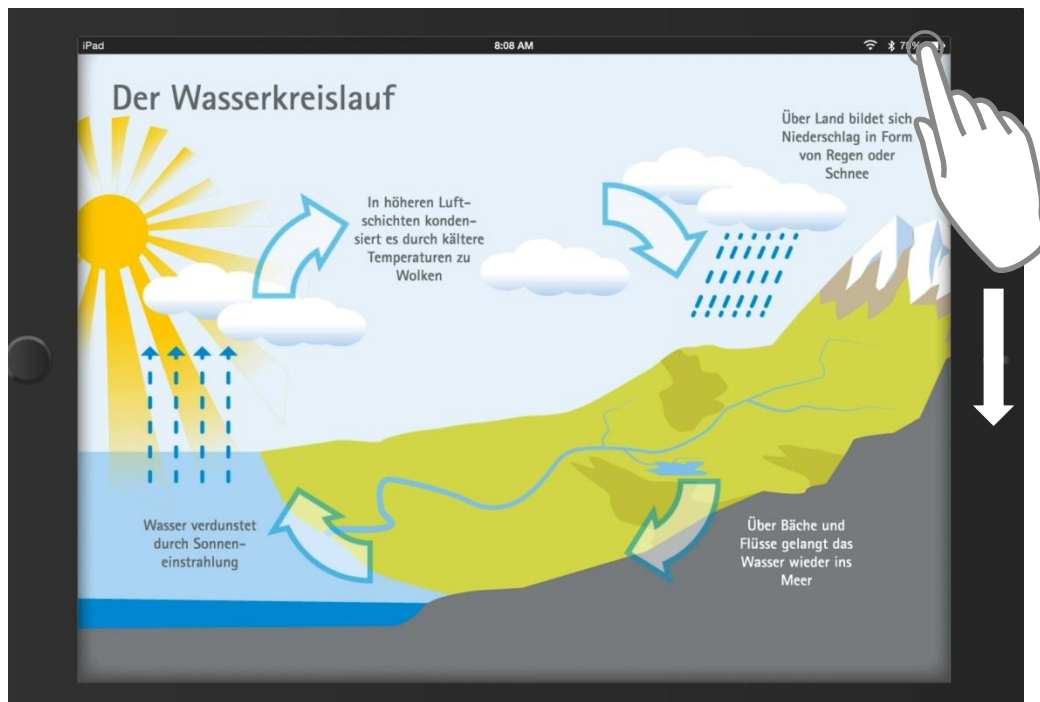 iPad
8:08 AM
Der Wasserkreislauf
Über Land bildet sich
Niederschlag in Form
von Regen oder
Schnee
In höheren Luft-
schichten konden-
siert es durch kältere
Temperaturen zu
Wolken
Wasser verdunstet
durch Sonnen-
einstrahlung
Über Bäche und
Flüsse gelangt das
Wasser wieder ins
Meer